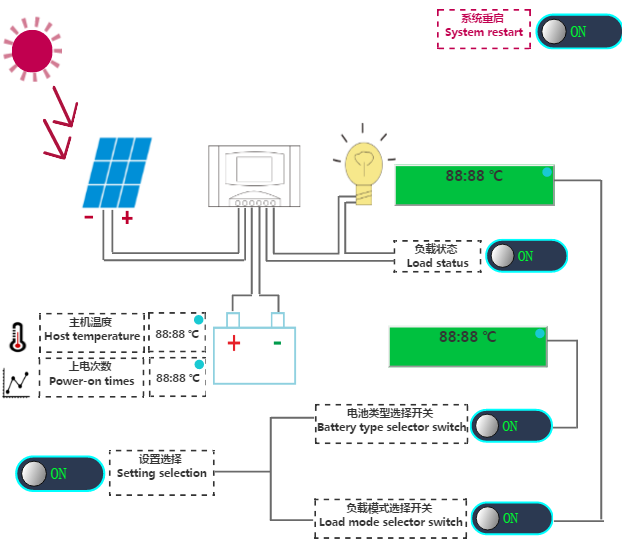 系统重启
System restart
ON
88:88 ℃
- +
负载状态
Load status
ON
主机温度
Host temperature
88:88 ℃
上电次数
Power-on times
88:88 ℃
+ -
88:88 ℃
电池类型选择开关
Battery type selector switch
ON
设置选择
Setting selection
ON
负载模式选择开关
Load mode selector switch
ON